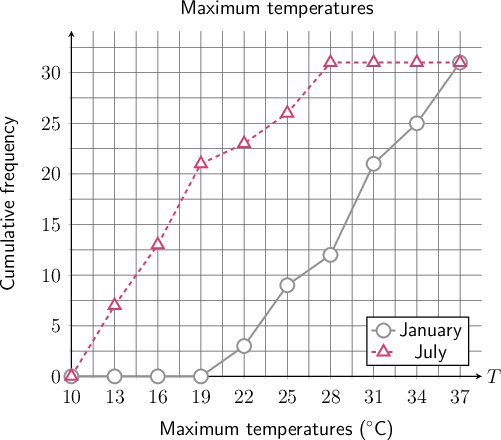 Maximum temperatures
Cumulative frequency
30
25
20
15
10
5
0
10 13 16 19 22 25 28 31 34 37
T
January
July
Maximum temperatures (°C)